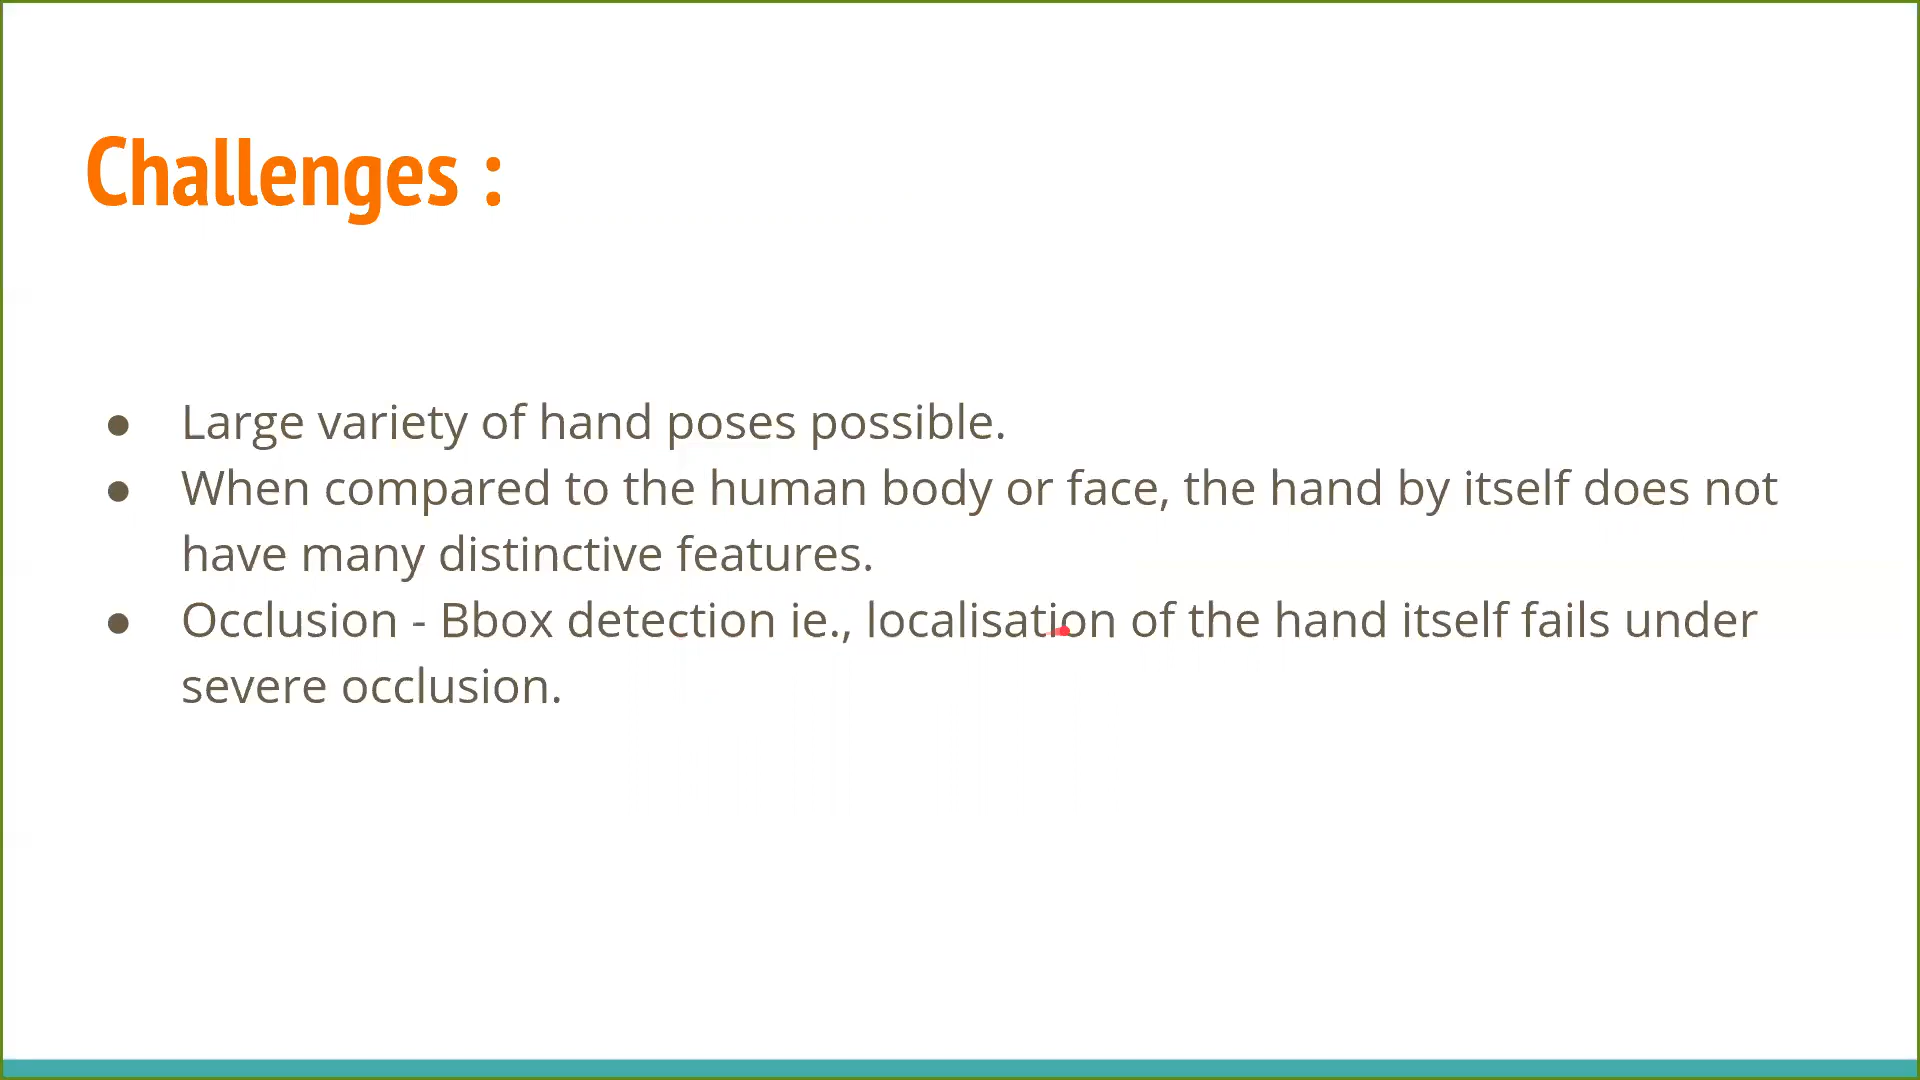 Challenges :
● Large variety of hand poses possible.
● When compared to the human body or face, the hand by itself does not
have many distinctive features.
● Occlusion - Bbox detection ie., localisation of the hand itself fails under
severe occlusion.